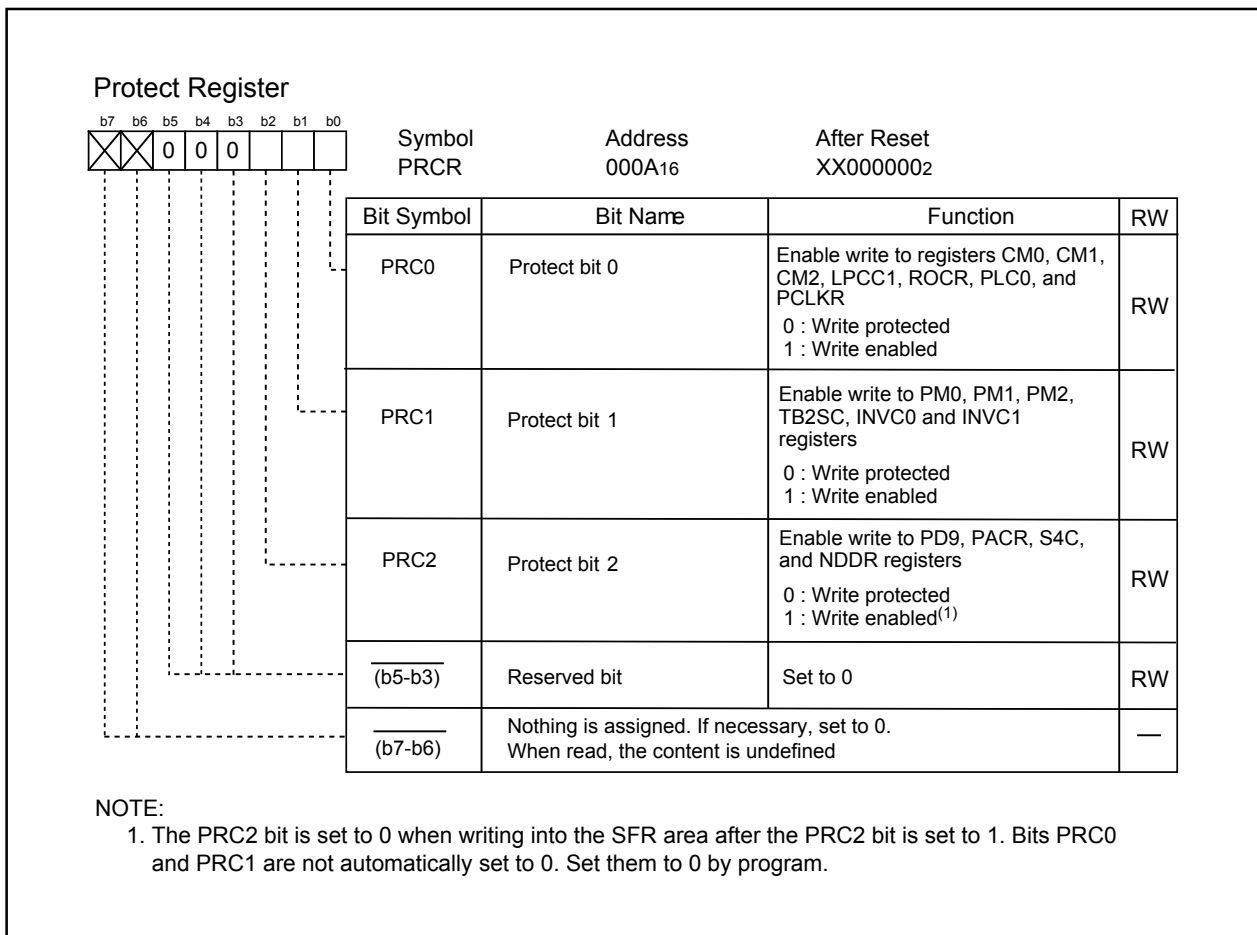 Protect Register
b7 b6 b5 b4 b3 b2 b1 b0
0 0 0
Symbol Address After Reset
PRCR 000A16 XX0000002
Bit Symbol Bit Name Function RW
PRC0 Protect bit 0 Enable write to registers CM0, CM1,
CM2, LPCC1, ROCR, PLC0, and
PCLKR
0 : Write protected
1 : Write enabled
RW
PRC1 Protect bit 1 Enable write to PM0, PM1, PM2,
TB2SC, INVC0 and INVC1
registers
0 : Write protected
1 : Write enabled
RW
PRC2 Protect bit 2 Enable write to PD9, PACR, S4C,
and NDDR registers
0 : Write protected
1 : Write enabled(1)
RW
(b5-b3) Reserved bit Set to 0 RW
(b7-b6) Nothing is assigned. If necessary, set to 0.
When read, the content is undefined
—
NOTE:
1. The PRC2 bit is set to 0 when writing into the SFR area after the PRC2 bit is set to 1. Bits PRC0
and PRC1 are not automatically set to 0. Set them to 0 by program.